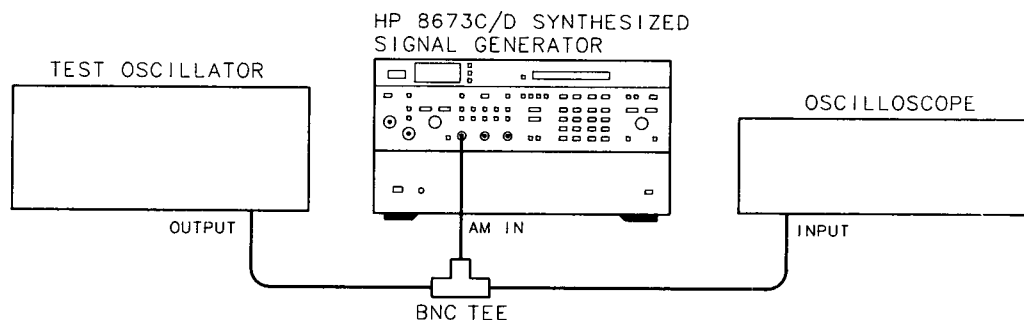 HP 8673C/D SYNTHESIZED
SIGNAL GENERATOR
TEST OSCILLATOR
OSCILLOSCOPE
OUTPUT
AM IN
INPUT
BNC TEE